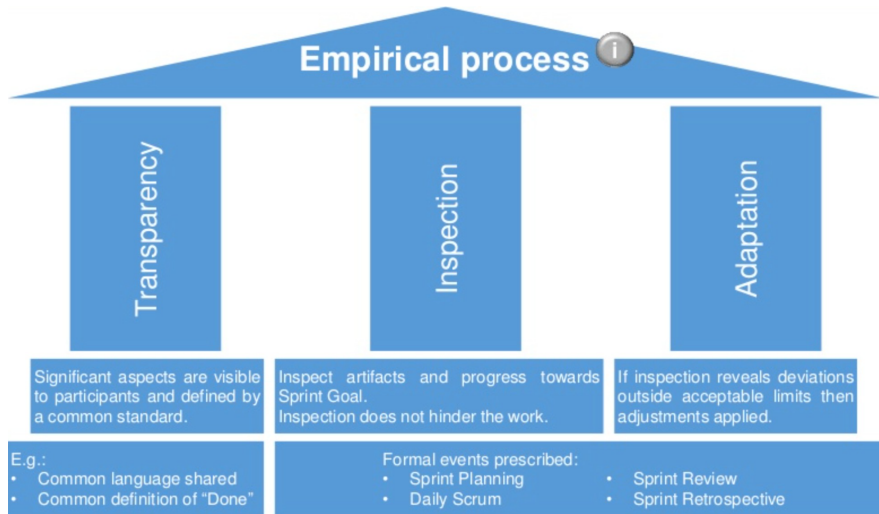 Empirical process
i
Transparency
Inspection
Adaptation
Significant aspects are visible
to participants and defined by
a common standard.
Inspect artifacts and progress towards
Sprint Goal.
Inspection does not hinder the work.
If inspection reveals deviations
outside acceptable limits then
adjustments applied.
E.g.:
• Common language shared
• Common definition of “Done”
Formal events prescribed:
• Sprint Planning
• Daily Scrum
• Sprint Review
• Sprint Retrospective